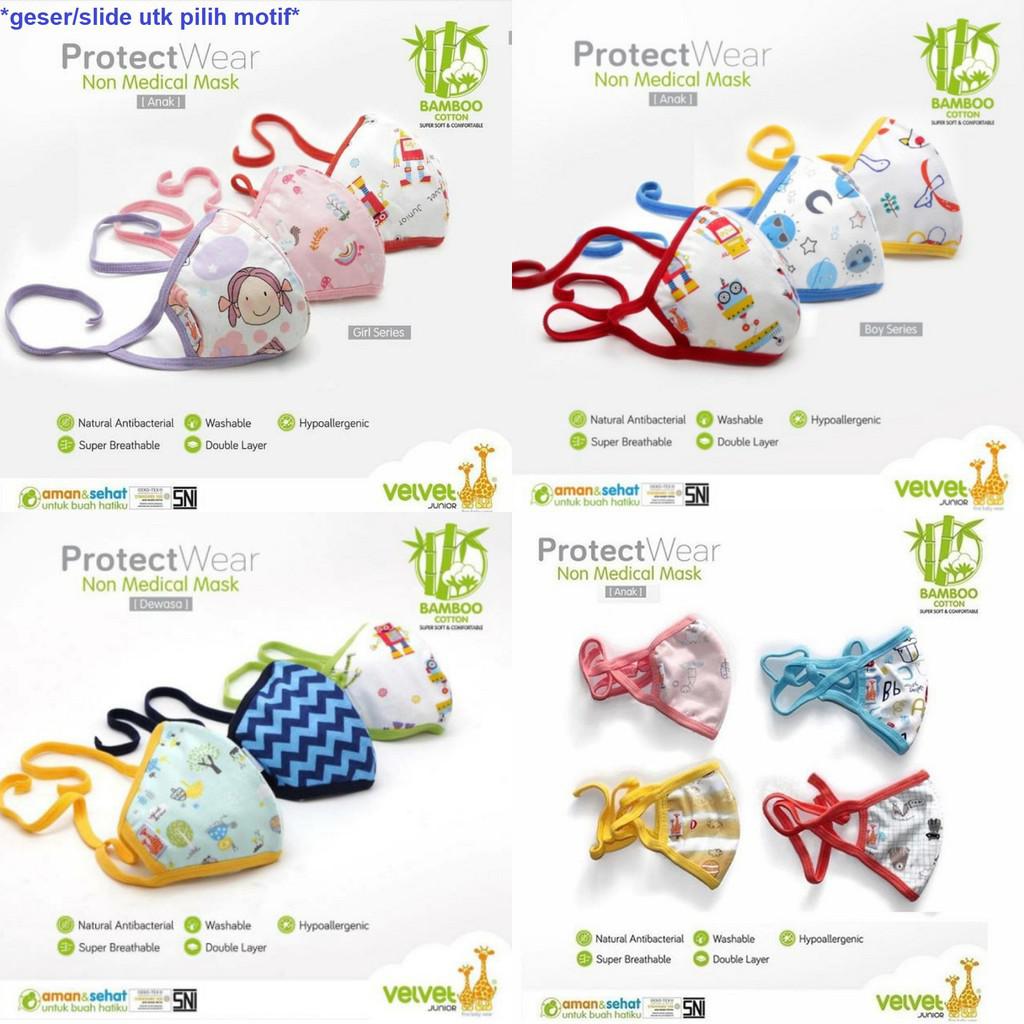 *geser/slide utk pilih motif*
ProtectWear
Non Medical Mask
[ Anak ]
BAMBOO
COTTON
SUPER SOFT & COMFORTABLE
Junior
Girl Series
Natural Antibacterial
Washable
Hypoallergenic
Super Breathable
Double Layer
aman&sehat
untuk buah hatiku
SNI
velvet
JUNIOR
ProtectWear
Non Medical Mask
[ Anak ]
BAMBOO
COTTON
SUPER SOFT & COMFORTABLE
Boy Series
Natural Antibacterial
Washable
Hypoallergenic
Super Breathable
Double Layer
aman&sehat
untuk buah hatiku
SNI
velvet
JUNIOR
ProtectWear
Non Medical Mask
[ Dewasa ]
BAMBOO
COTTON
SUPER SOFT & COMFORTABLE
Natural Antibacterial
Washable
Hypoallergenic
Super Breathable
Double Layer
aman&sehat
untuk buah hatiku
SNI
velvet
JUNIOR
ProtectWear
Non Medical Mask
[ Anak ]
BAMBOO
COTTON
SUPER SOFT & COMFORTABLE
Bb
Natural Antibacterial
Washable
Hypoallergenic
Super Breathable
Double Layer
aman&sehat
untuk buah hatiku
SNI
velvet
JUNIOR